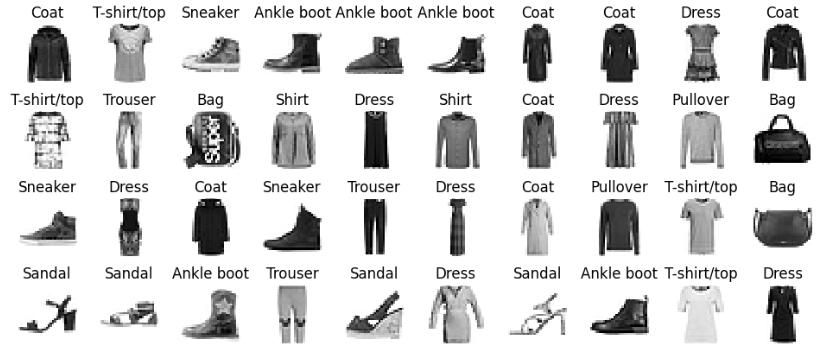 Coat T-shirt/top Sneaker Ankle boot Ankle boot Ankle boot Coat Coat Dress Coat
T-shirt/top Trouser Bag Shirt Dress Shirt Coat Dress Pullover Bag
Super
Sneaker Dress Coat Sneaker Trouser Dress Coat Pullover T-shirt/top Bag
Sandal Sandal Ankle boot Trouser Sandal Dress Sandal Ankle boot T-shirt/top Dress